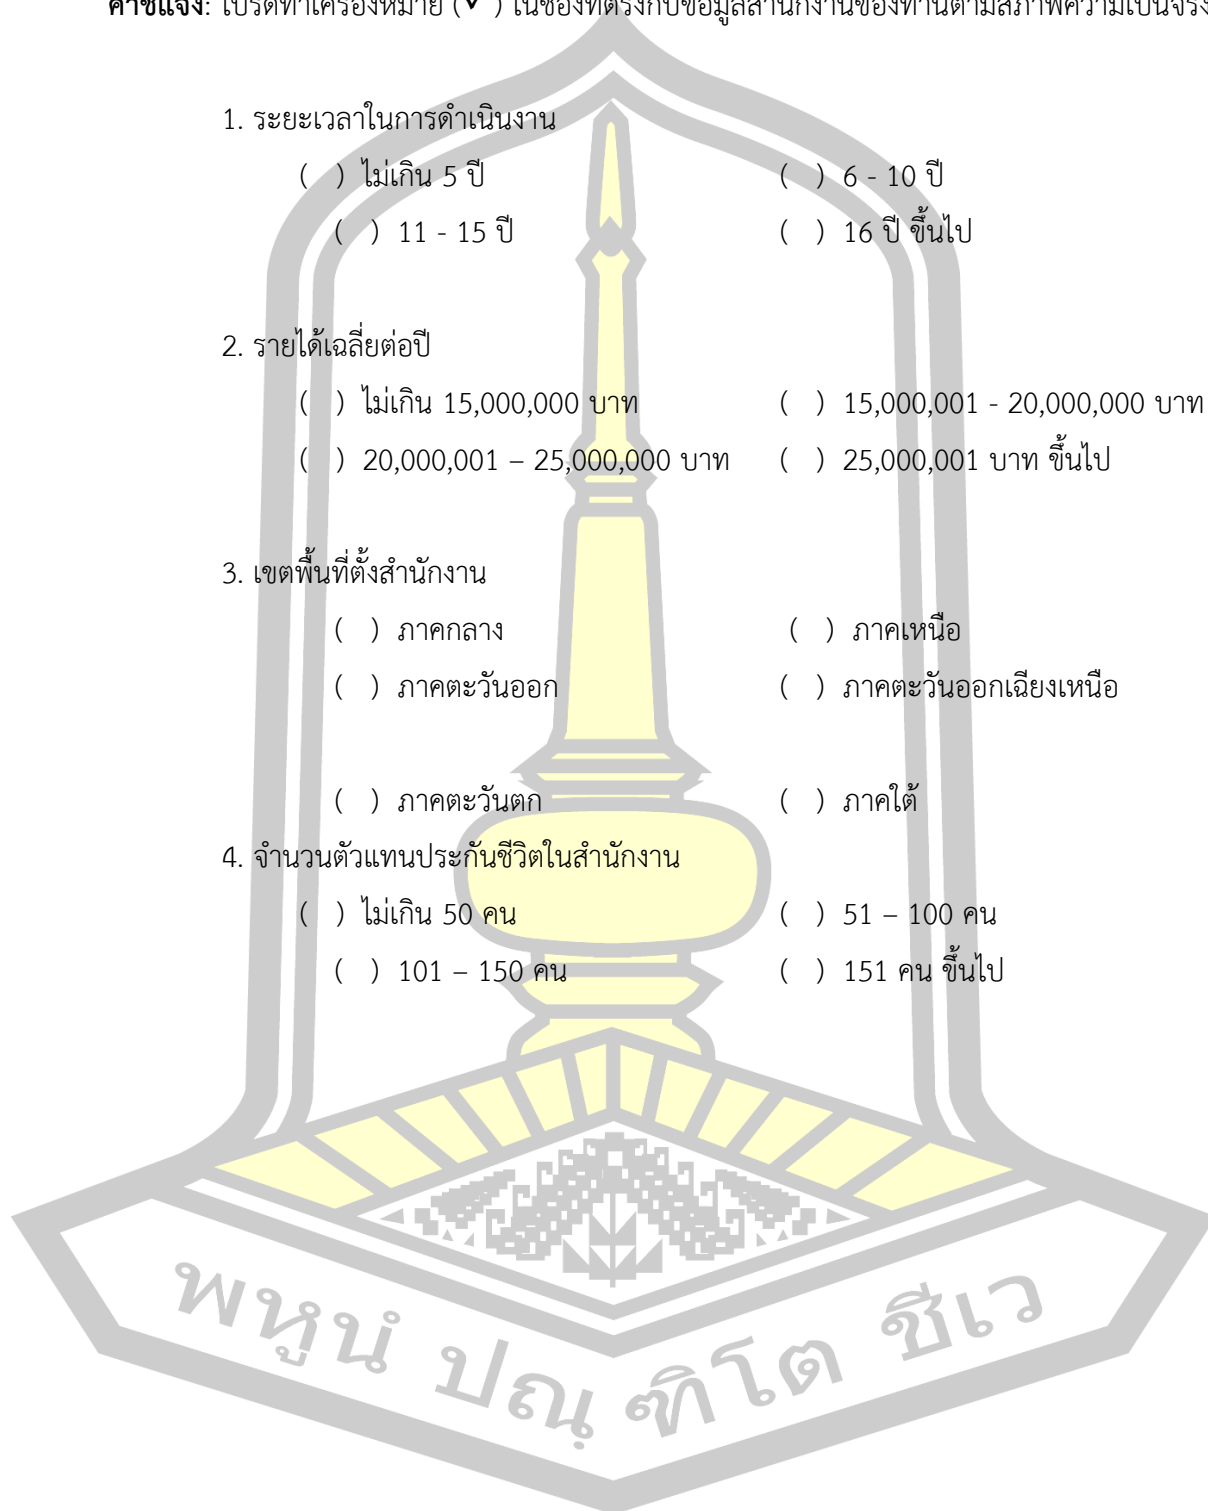 คำชี้แจง: โปรดทำเครื่องหมาย (✓ ) ในช่องที่ตรงกับข้อมูลสำนักงานของท่านตามสภาพความเป็นจริง
1. ระยะเวลาในการดำเนินงาน
( ) ไม่เกิน 5 ปี ( ) 6 - 10 ปี
( ) 11 - 15 ปี ( ) 16 ปี ขึ้นไป
2. รายได้เฉลี่ยต่อปี
( ) ไม่เกิน 15,000,000 บาท ( ) 15,000,001 - 20,000,000 บาท
( ) 20,000,001 – 25,000,000 บาท ( ) 25,000,001 บาท ขึ้นไป
3. เขตพื้นที่ตั้งสำนักงาน
( ) ภาคกลาง ( ) ภาคเหนือ
( ) ภาคตะวันออก ( ) ภาคตะวันออกเฉียงเหนือ
( ) ภาคตะวันตก ( ) ภาคใต้
4. จำนวนตัวแทนประกันชีวิตในสำนักงาน
( ) ไม่เกิน 50 คน ( ) 51 – 100 คน
( ) 101 – 150 คน ( ) 151 คน ขึ้นไป
พหูนํ ปณฺฑิโต ชีเว